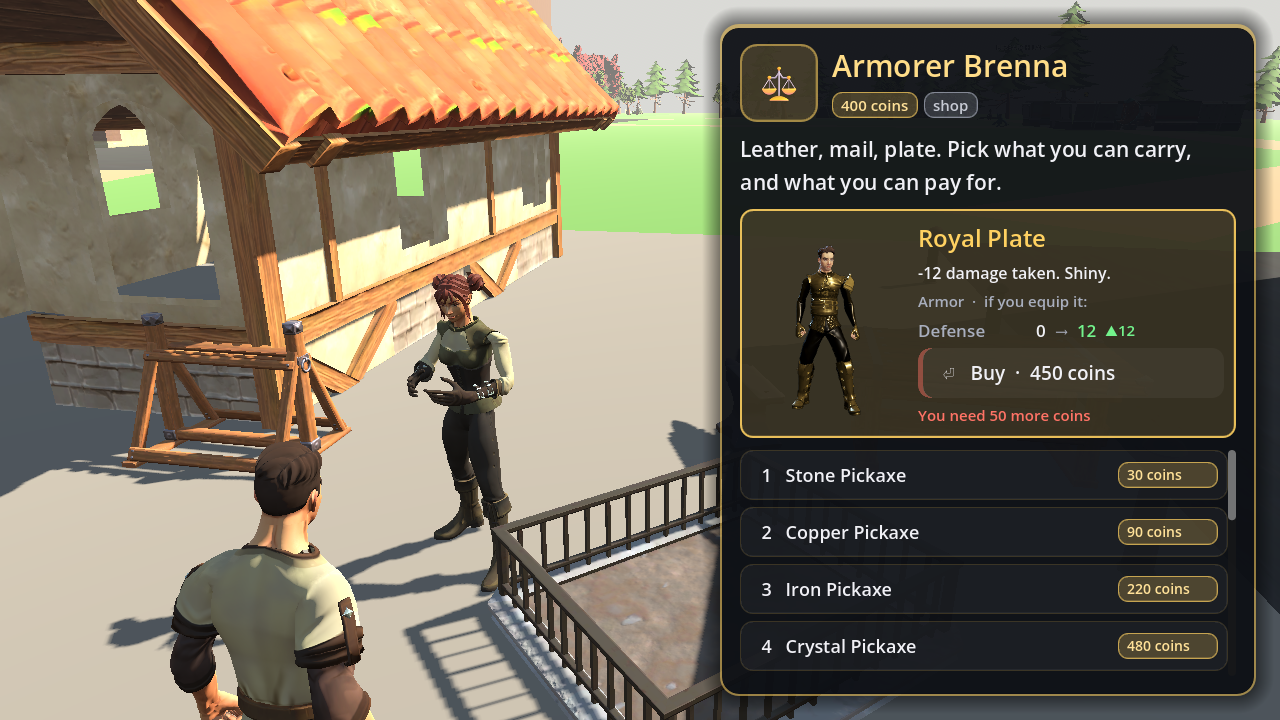 Armorer Brenna
400 coins shop
Leather, mail, plate. Pick what you can carry,
and what you can pay for.
Royal Plate
-12 damage taken. Shiny.
Armor · if you equip it:
Defense 0 → 12 ▲12
⏎ Buy · 450 coins
You need 50 more coins
1 Stone Pickaxe 30 coins
2 Copper Pickaxe 90 coins
3 Iron Pickaxe 220 coins
4 Crystal Pickaxe 480 coins